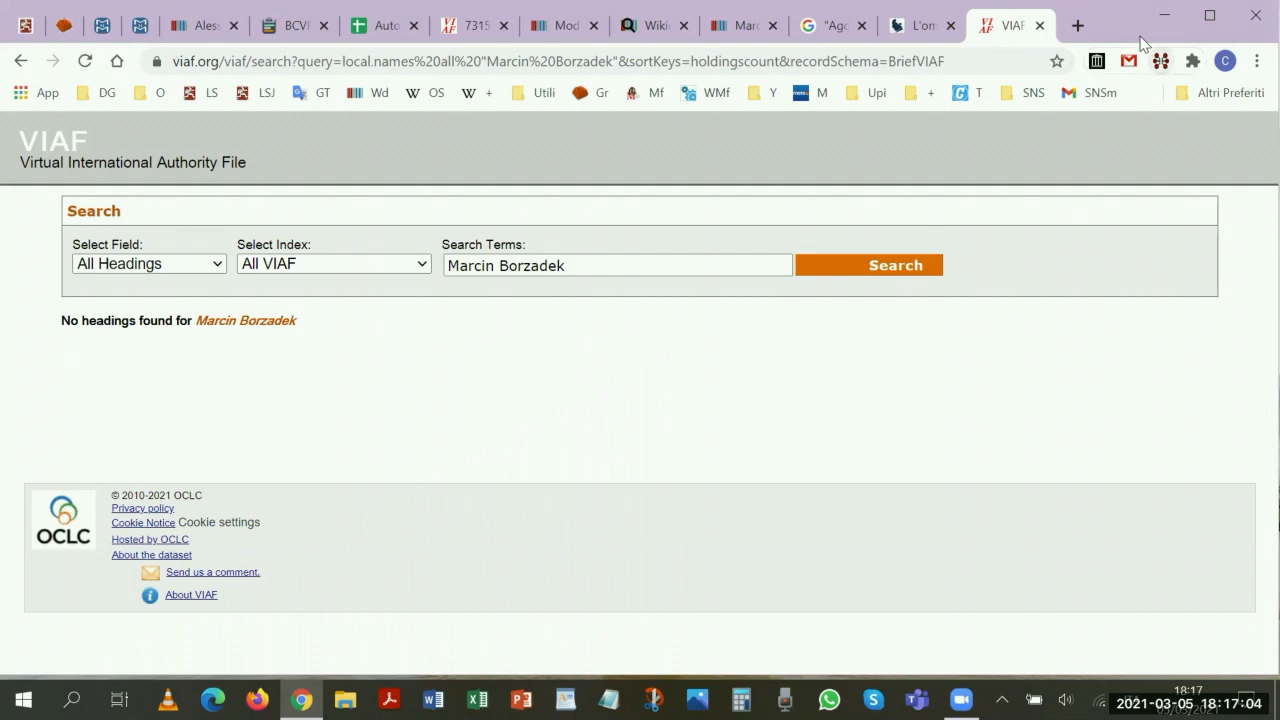 Ales
BCV
Auto
7315
Mod
Wiki
Marc
"Ag
L'om
VIAF
viaf.org/viaf/search?query=local.names%20all%20"Marcin%20Borzadek"&sortKeys=holdingscount&recordSchema=BriefVIAF
C
App DG O LS LSJ GT Wd OS + Utili Gr Mf WMf Y M Upi + T SNS SNSm Altri Preferiti
VIAF
Virtual International Authority File
Search
Select Field: Select Index: Search Terms:
All Headings All VIAF Marcin Borzadek Search
No headings found for Marcin Borzadek
OCLC
© 2010-2021 OCLC
Privacy policy
Cookie Notice Cookie settings
Hosted by OCLC
About the dataset
Send us a comment.
About VIAF
18:17
2021-03-05 18:17:04